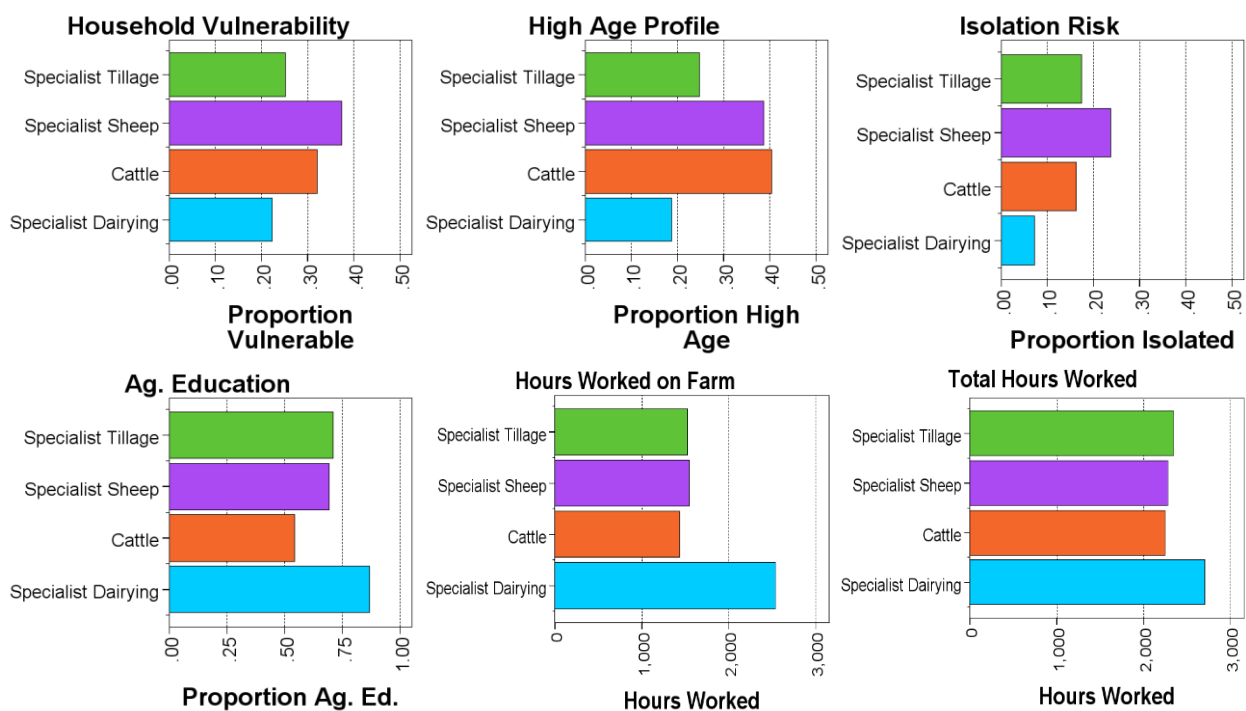 Household Vulnerability
Specialist Tillage
Specialist Sheep
Cattle
Specialist Dairying
.00
.10
.20
.30
.40
.50
Proportion
Vulnerable
High Age Profile
Specialist Tillage
Specialist Sheep
Cattle
Specialist Dairying
.00
.10
.20
.30
.40
.50
Proportion High
Age
Isolation Risk
Specialist Tillage
Specialist Sheep
Cattle
Specialist Dairying
.00
.10
.20
.30
.40
.50
Proportion Isolated
Ag. Education
Specialist Tillage
Specialist Sheep
Cattle
Specialist Dairying
.00
.25
.50
.75
1.00
Proportion Ag. Ed.
Hours Worked on Farm
Specialist Tillage
Specialist Sheep
Cattle
Specialist Dairying
0
1,000
2,000
3,000
Hours Worked
Total Hours Worked
Specialist Tillage
Specialist Sheep
Cattle
Specialist Dairying
0
1,000
2,000
3,000
Hours Worked